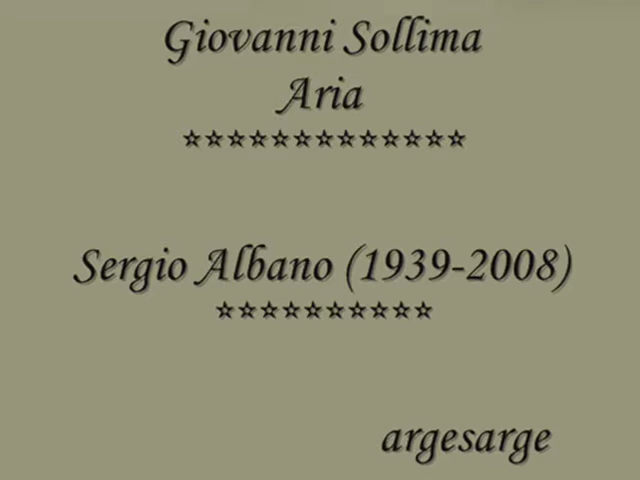 Giovanni Sollima
Aria
☆☆☆☆☆☆☆☆☆☆☆☆☆
Sergio Albano (1939-2008)
☆☆☆☆☆☆☆☆☆☆
argesarge